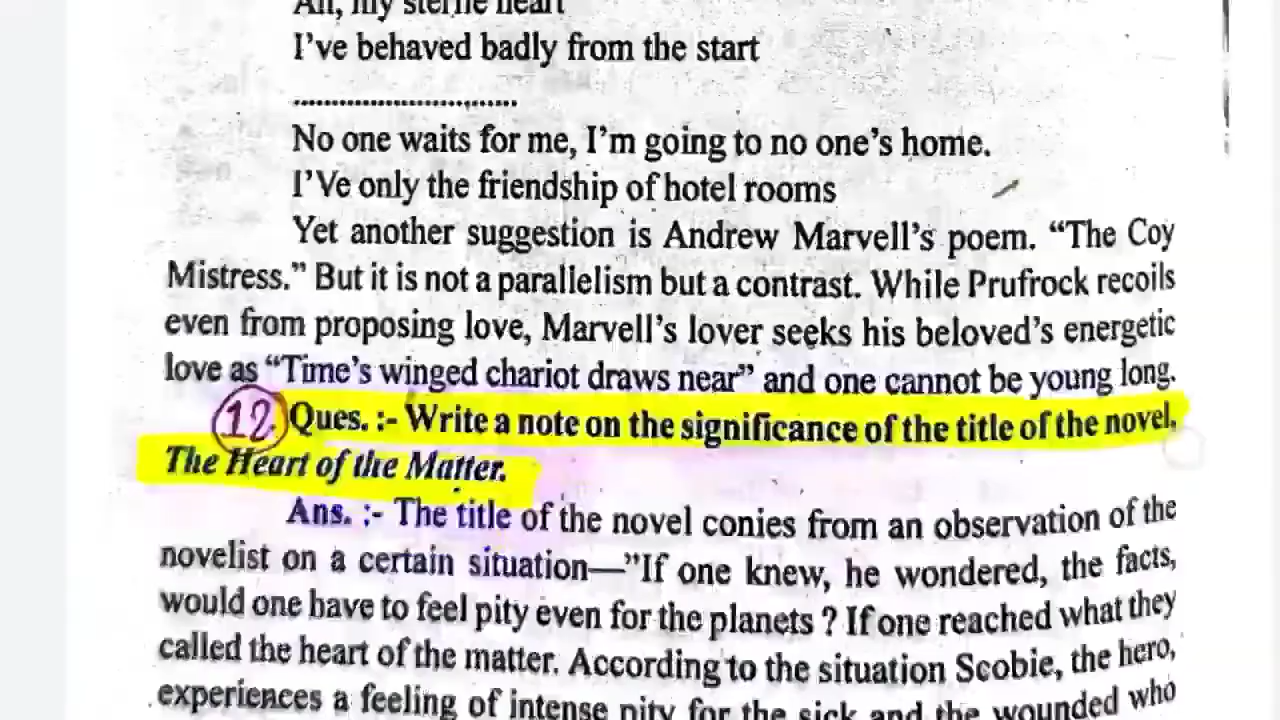 Ah, my sterile heart
I've behaved badly from the start
..............................
No one waits for me, I'm going to no one's home.
I'Ve only the friendship of hotel rooms
Yet another suggestion is Andrew Marvell's poem. “The Coy
Mistress.” But it is not a parallelism but a contrast. While Prufrock recoils
even from proposing love, Marvell's lover seeks his beloved's energetic
love as “Time's winged chariot draws near” and one cannot be young long.
12 Ques. :- Write a note on the significance of the title of the novel,
The Heart of the Matter.
Ans. :- The title of the novel conies from an observation of the
novelist on a certain situation—”If one knew, he wondered, the facts,
would one have to feel pity even for the planets ? If one reached what they
called the heart of the matter. According to the situation Scobie, the hero,
experiences a feeling of intense pity for the sick and the wounded who